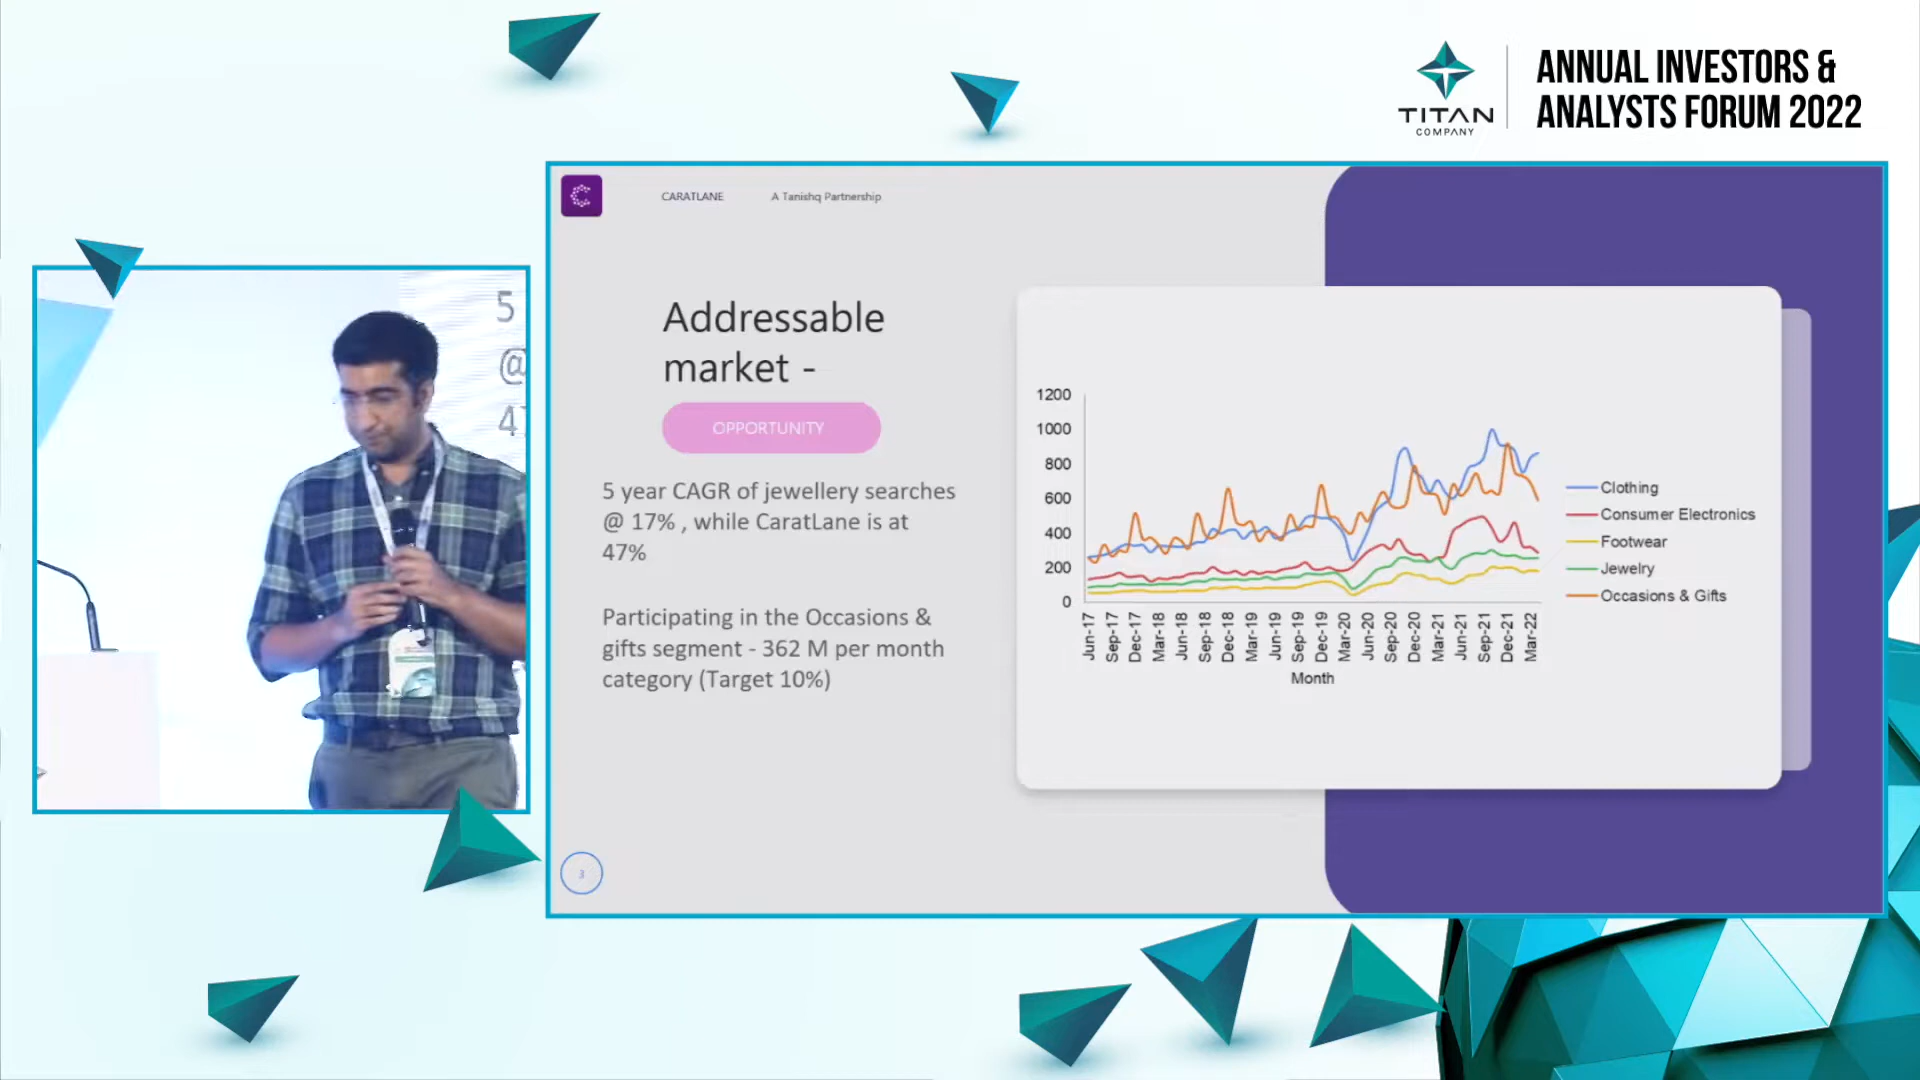 TITAN
COMPANY
ANNUAL INVESTORS &
ANALYSTS FORUM 2022
5
@
47
C
CARATLANE
A Tanishq Partnership
Addressable
market -
OPPORTUNITY
5 year CAGR of jewellery searches
@ 17% , while CaratLane is at
47%
Participating in the Occasions &
gifts segment - 362 M per month
category (Target 10%)
1200
1000
800
600
400
200
0
Jun-17
Sep-17
Dec-17
Mar-18
Jun-18
Sep-18
Dec-18
Mar-19
Jun-19
Sep-19
Dec-19
Mar-20
Jun-20
Sep-20
Dec-20
Mar-21
Jun-21
Sep-21
Dec-21
Mar-22
Month
Clothing
Consumer Electronics
Footwear
Jewelry
Occasions & Gifts
3